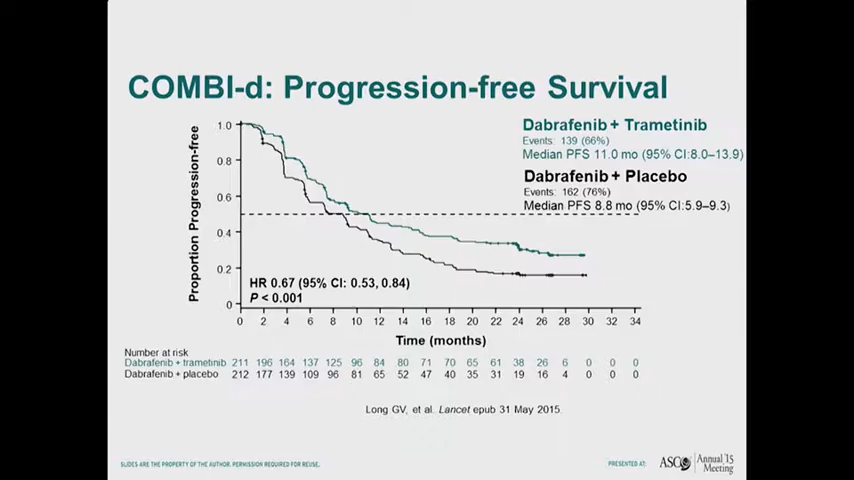 COMBI-d: Progression-free Survival
Dabrafenib + Trametinib
Events: 139 (66%)
Median PFS 11.0 mo (95% CI:8.0–13.9)
Dabrafenib + Placebo
Events: 162 (76%)
Median PFS 8.8 mo (95% CI:5.9–9.3)
Proportion Progression-free
1.0
0.8
0.6
0.4
0.2
0
HR 0.67 (95% CI: 0.53, 0.84)
P < 0.001
0 2 4 6 8 10 12 14 16 18 20 22 24 26 28 30 32 34
Time (months)
Number at risk
Dabrafenib + trametinib 211 196 164 137 125 96 84 80 71 70 65 61 38 26 6 0 0 0
Dabrafenib + placebo 212 177 139 109 96 81 65 52 47 40 35 31 19 16 4 0 0 0
Long GV, et al. Lancet epub 31 May 2015.
SLIDES ARE THE PROPERTY OF THE AUTHOR. PERMISSION REQUIRED FOR REUSE.
PRESENTED AT:
ASCO Annual '15
Meeting